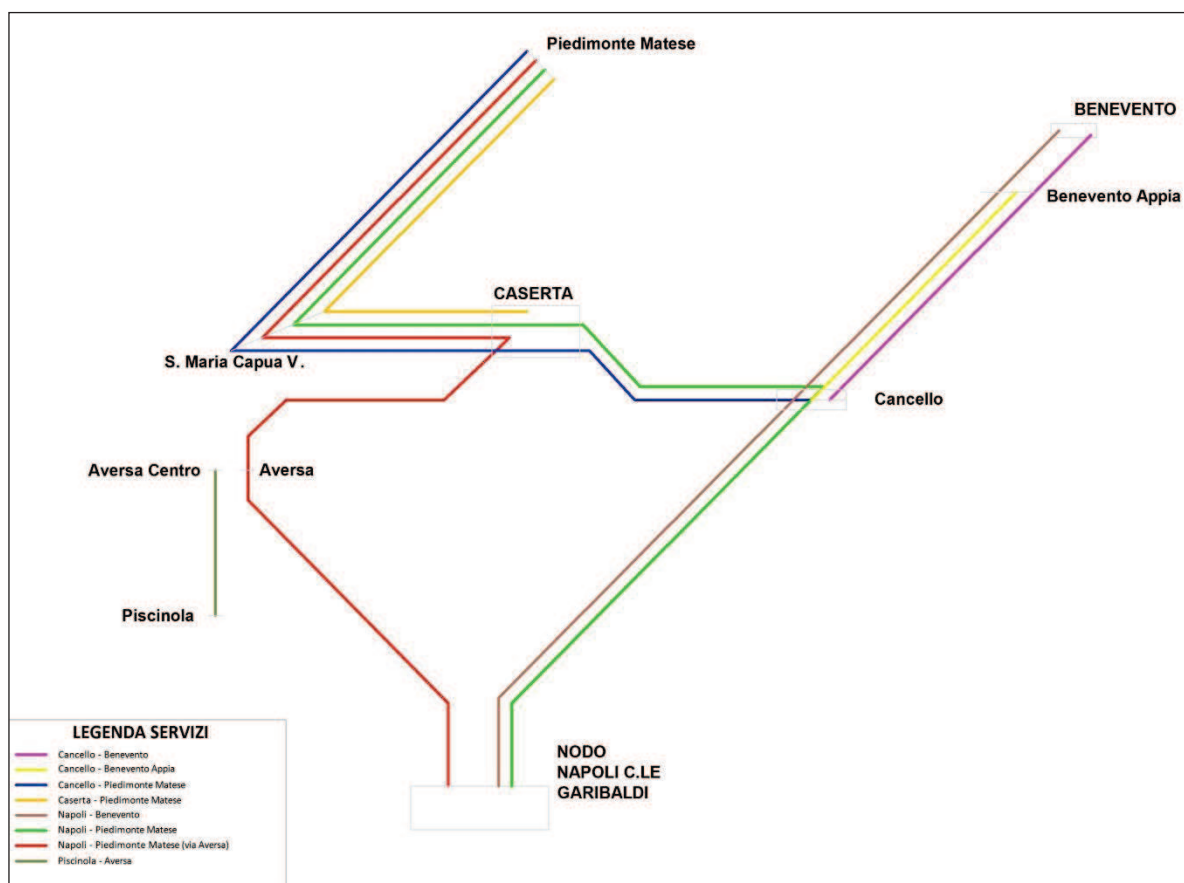 Piedimonte Matese
BENEVENTO
Benevento Appia
CASERTA
S. Maria Capua V.
Cancello
Aversa Centro
Aversa
Piscinola
NODO
NAPOLI C.LE
GARIBALDI
LEGENDA SERVIZI
Cancello - Benevento
Cancello - Benevento Appia
Cancello - Piedimonte Matese
Caserta - Piedimonte Matese
Napoli - Benevento
Napoli - Piedimonte Matese
Napoli - Piedimonte Matese (via Aversa)
Piscinola - Aversa